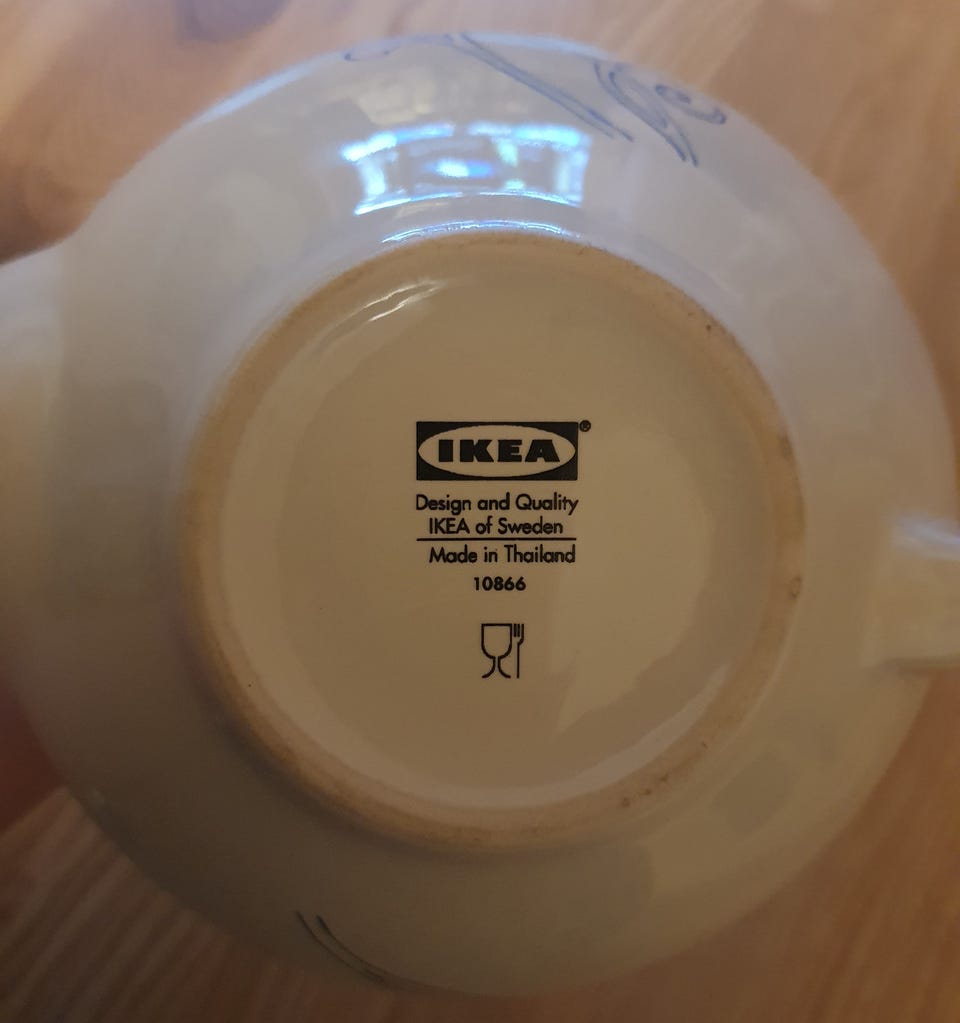 IKEA®
Design and Quality
IKEA of Sweden
Made in Thailand
10866